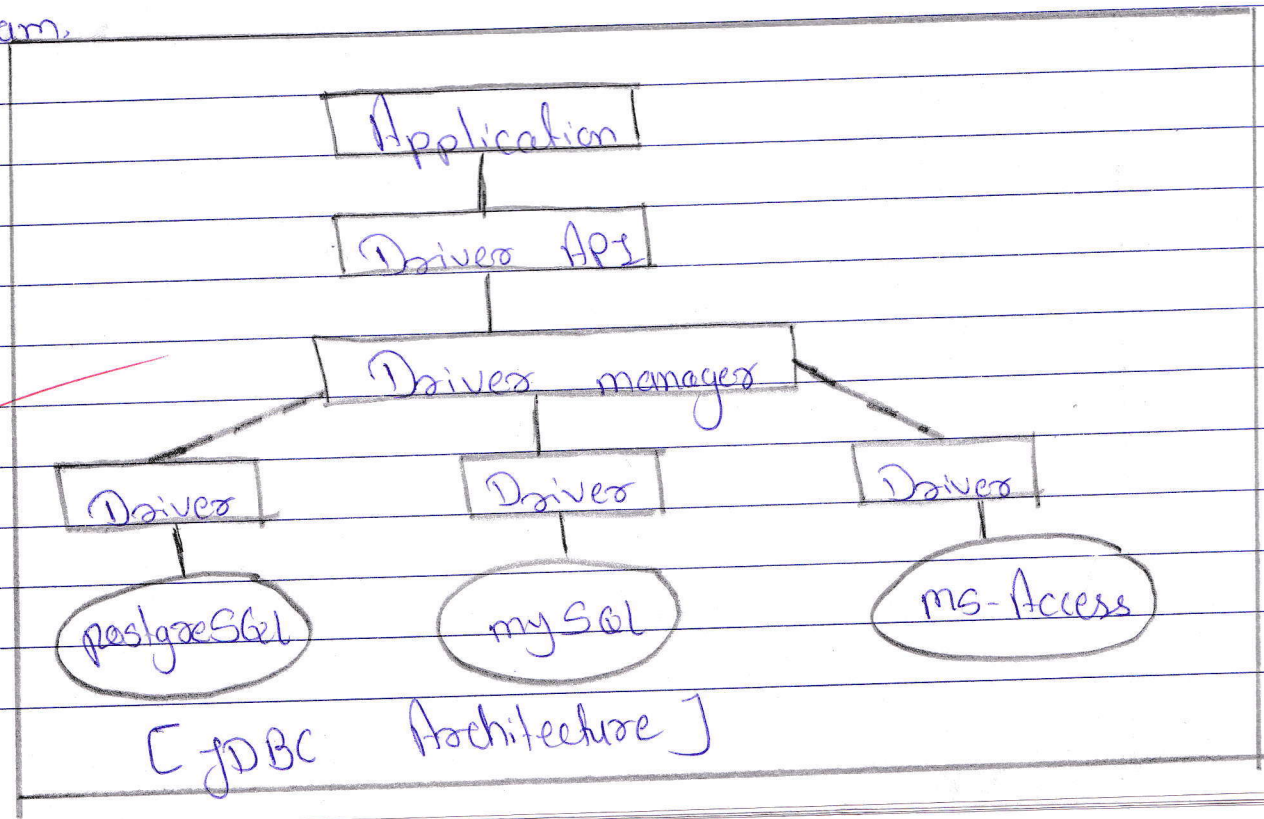 am.
Application
Driver API
Driver manager
Driver Driver Driver
postgreSQL mySQL MS-Access
[JDBC Architecture]